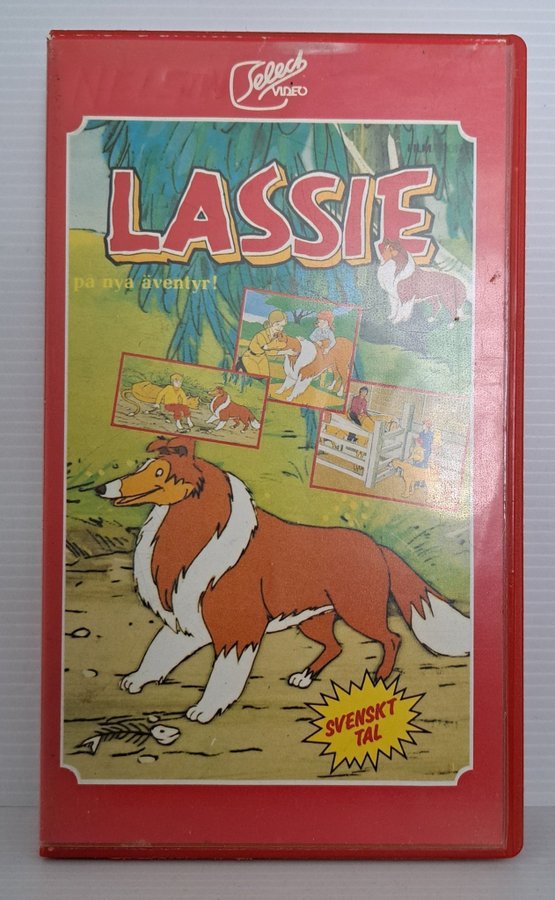 Select
VIDEO
LASSIE
på nya äventyr!
SVENSKT
TAL